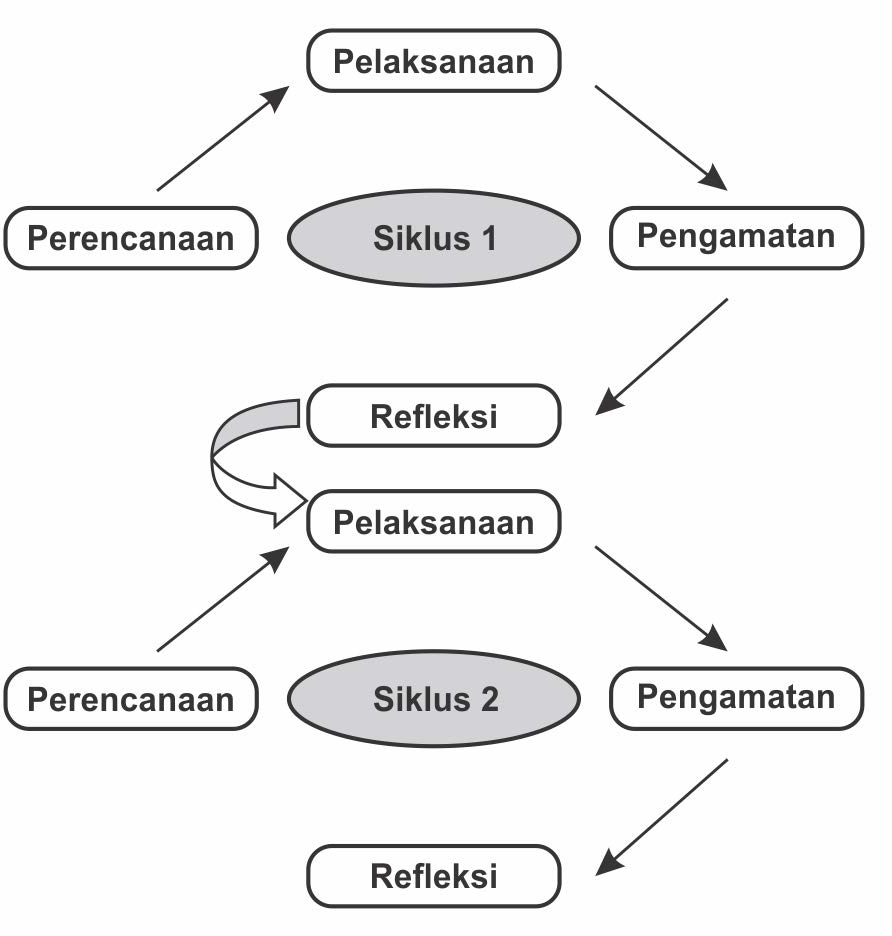 Pelaksanaan
Perencanaan
Siklus 1
Pengamatan
Refleksi
Pelaksanaan
Perencanaan
Siklus 2
Pengamatan
Refleksi